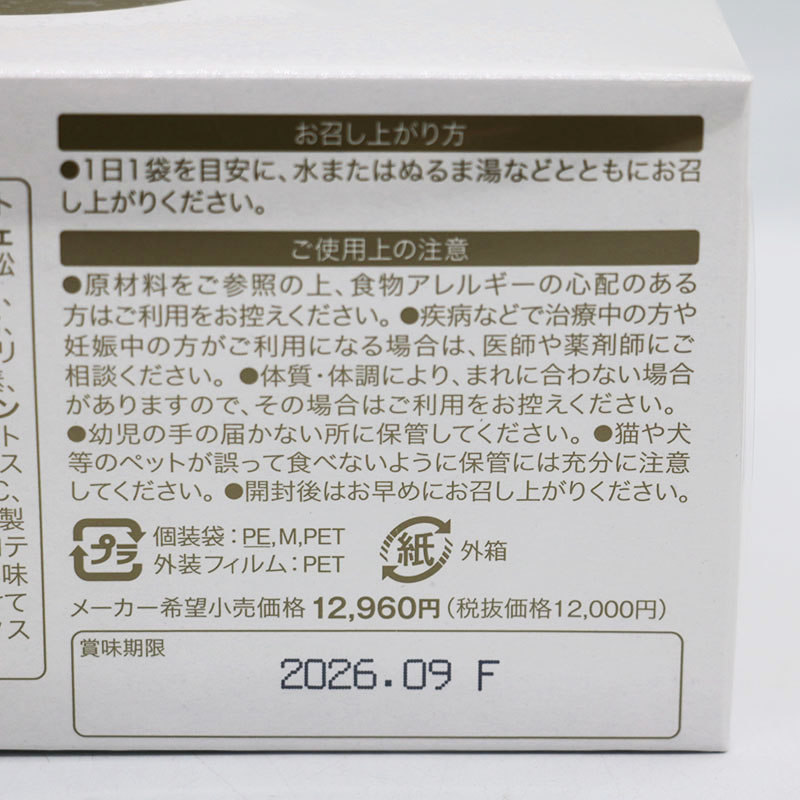 お召し上がり方
●1日1袋を目安に、水またはぬるま湯などとともにお召
し上がりください。
ご使用上の注意
●原材料をご参照の上、食物アレルギーの心配のある
方はご利用をお控えください。●疾病などで治療中の方や
妊娠中の方がご利用になる場合は、医師や薬剤師にご
相談ください。●体質・体調により、まれに合わない場合
がありますので、その場合はご利用をお控えください。
●幼児の手の届かない所に保管してください。●猫や犬
等のペットが誤って食べないように保管には充分に注意
してください。●開封後はお早めにお召し上がりください。
プラ 個装袋：PE,M,PET
外装フィルム：PET
紙 外箱
メーカー希望小売価格 12,960円（税抜価格12,000円）
賞味期限
2026.09 F